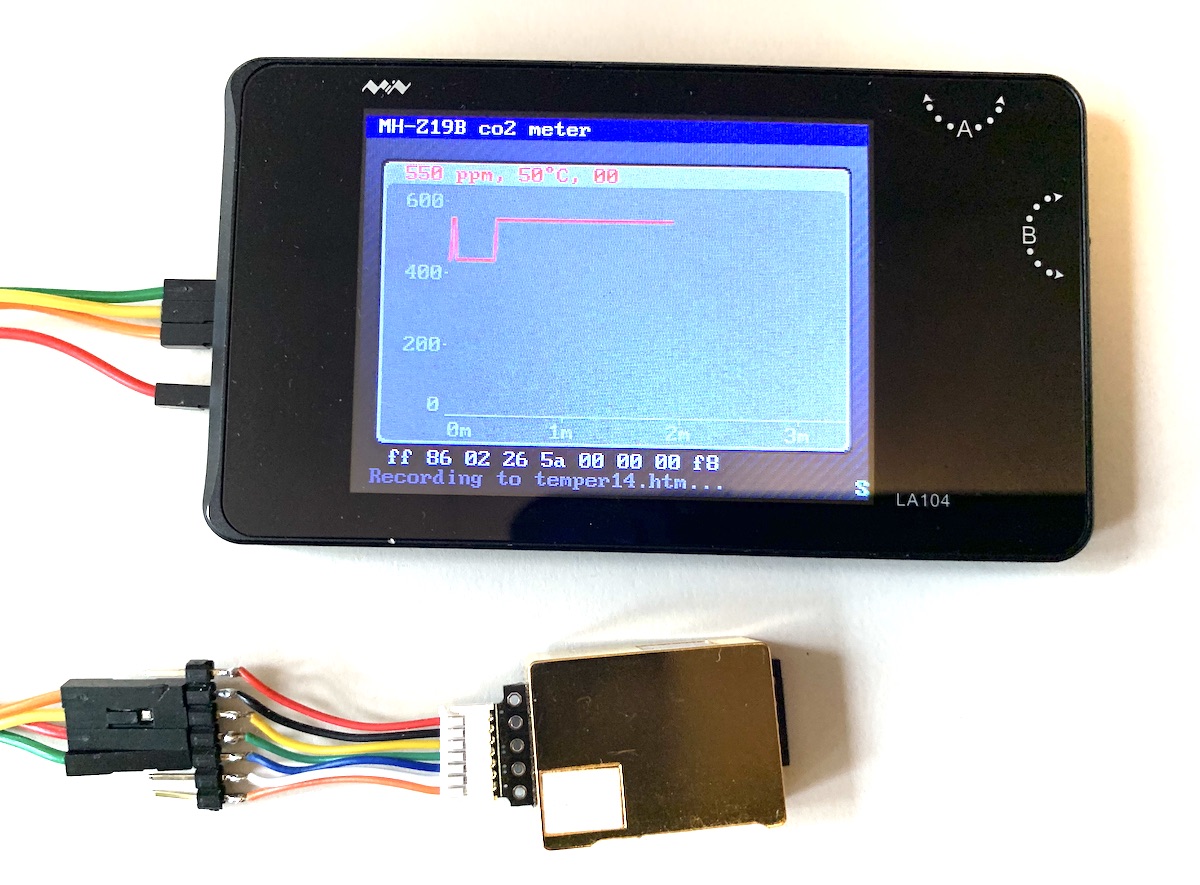 MiN
MH-Z19B co2 meter
550 ppm, 50°C, 00
600
400
200
0
0m 1m 2m 3m
ff 86 02 26 5a 00 00 00 f8
Recording to temper14.htm...
S
A
B
LA104